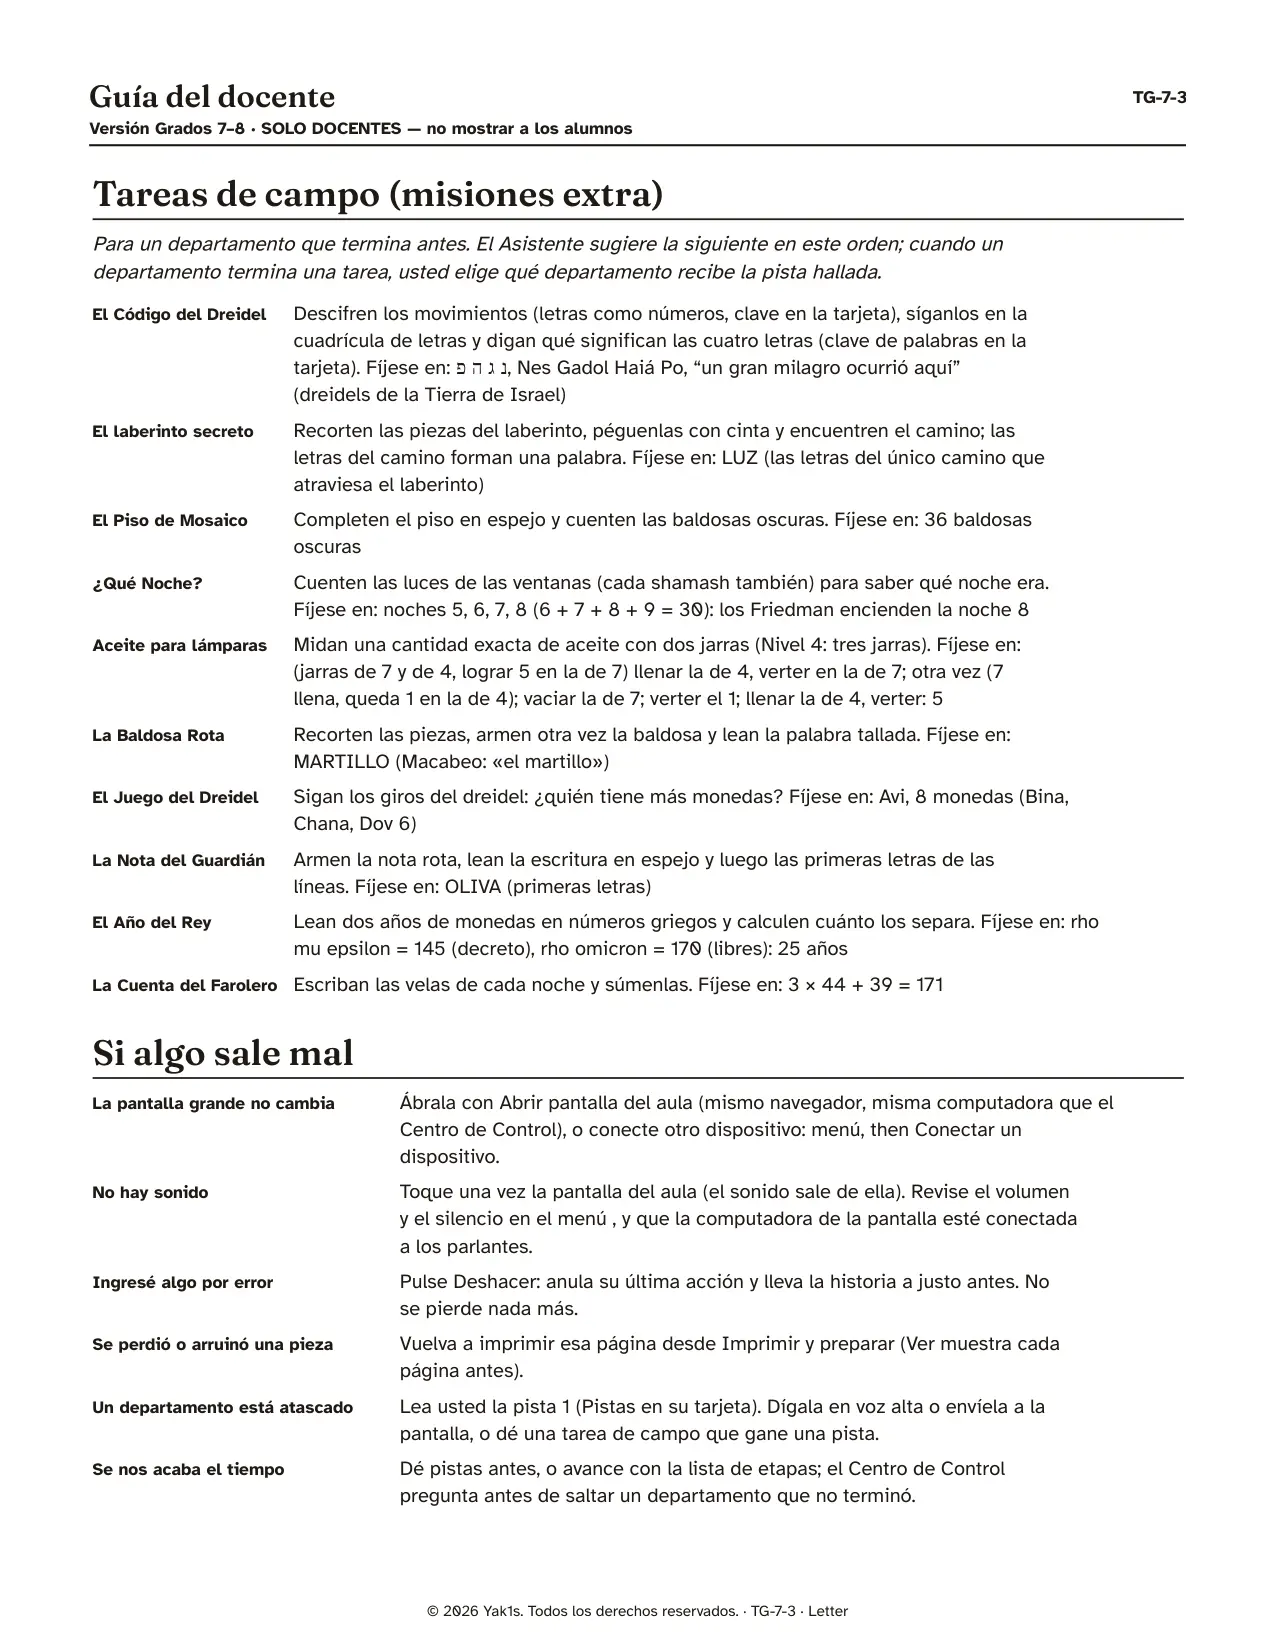 Guía del docente
TG-7-3
Versión Grados 7–8 · SOLO DOCENTES — no mostrar a los alumnos
Tareas de campo (misiones extra)
Para un departamento que termina antes. El Asistente sugiere la siguiente en este orden; cuando un
departamento termina una tarea, usted elige qué departamento recibe la pista hallada.
El Código del Dreidel
Descifren los movimientos (letras como números, clave en la tarjeta), síganlos en la
cuadrícula de letras y digan qué significan las cuatro letras (clave de palabras en la
tarjeta). Fíjese en: נ ג ה פ, Nes Gadol Haiá Po, “un gran milagro ocurrió aquí”
(dreidels de la Tierra de Israel)
El laberinto secreto
Recorten las piezas del laberinto, péguenlas con cinta y encuentren el camino; las
letras del camino forman una palabra. Fíjese en: LUZ (las letras del único camino que
atraviesa el laberinto)
El Piso de Mosaico
Completen el piso en espejo y cuenten las baldosas oscuras. Fíjese en: 36 baldosas
oscuras
¿Qué Noche?
Cuenten las luces de las ventanas (cada shamash también) para saber qué noche era.
Fíjese en: noches 5, 6, 7, 8 (6 + 7 + 8 + 9 = 30): los Friedman encienden la noche 8
Aceite para lámparas
Midan una cantidad exacta de aceite con dos jarras (Nivel 4: tres jarras). Fíjese en:
(jarras de 7 y de 4, lograr 5 en la de 7) llenar la de 4, verter en la de 7; otra vez (7
llena, queda 1 en la de 4); vaciar la de 7; verter el 1; llenar la de 4, verter: 5
La Baldosa Rota
Recorten las piezas, armen otra vez la baldosa y lean la palabra tallada. Fíjese en:
MARTILLO (Macabeo: «el martillo»)
El Juego del Dreidel
Sigan los giros del dreidel: ¿quién tiene más monedas? Fíjese en: Avi, 8 monedas (Bina,
Chana, Dov 6)
La Nota del Guardián
Armen la nota rota, lean la escritura en espejo y luego las primeras letras de las
líneas. Fíjese en: OLIVA (primeras letras)
El Año del Rey
Lean dos años de monedas en números griegos y calculen cuánto los separa. Fíjese en: rho
mu epsilon = 145 (decreto), rho omicron = 170 (libres): 25 años
La Cuenta del Farolero
Escriban las velas de cada noche y súmenlas. Fíjese en: 3 × 44 + 39 = 171
Si algo sale mal
La pantalla grande no cambia
Ábrala con Abrir pantalla del aula (mismo navegador, misma computadora que el
Centro de Control), o conecte otro dispositivo: menú, then Conectar un
dispositivo.
No hay sonido
Toque una vez la pantalla del aula (el sonido sale de ella). Revise el volumen
y el silencio en el menú , y que la computadora de la pantalla esté conectada
a los parlantes.
Ingresé algo por error
Pulse Deshacer: anula su última acción y lleva la historia a justo antes. No
se pierde nada más.
Se perdió o arruinó una pieza
Vuelva a imprimir esa página desde Imprimir y preparar (Ver muestra cada
página antes).
Un departamento está atascado
Lea usted la pista 1 (Pistas en su tarjeta). Dígala en voz alta o envíela a la
pantalla, o dé una tarea de campo que gane una pista.
Se nos acaba el tiempo
Dé pistas antes, o avance con la lista de etapas; el Centro de Control
pregunta antes de saltar un departamento que no terminó.
© 2026 Yak1s. Todos los derechos reservados. · TG-7-3 · Letter